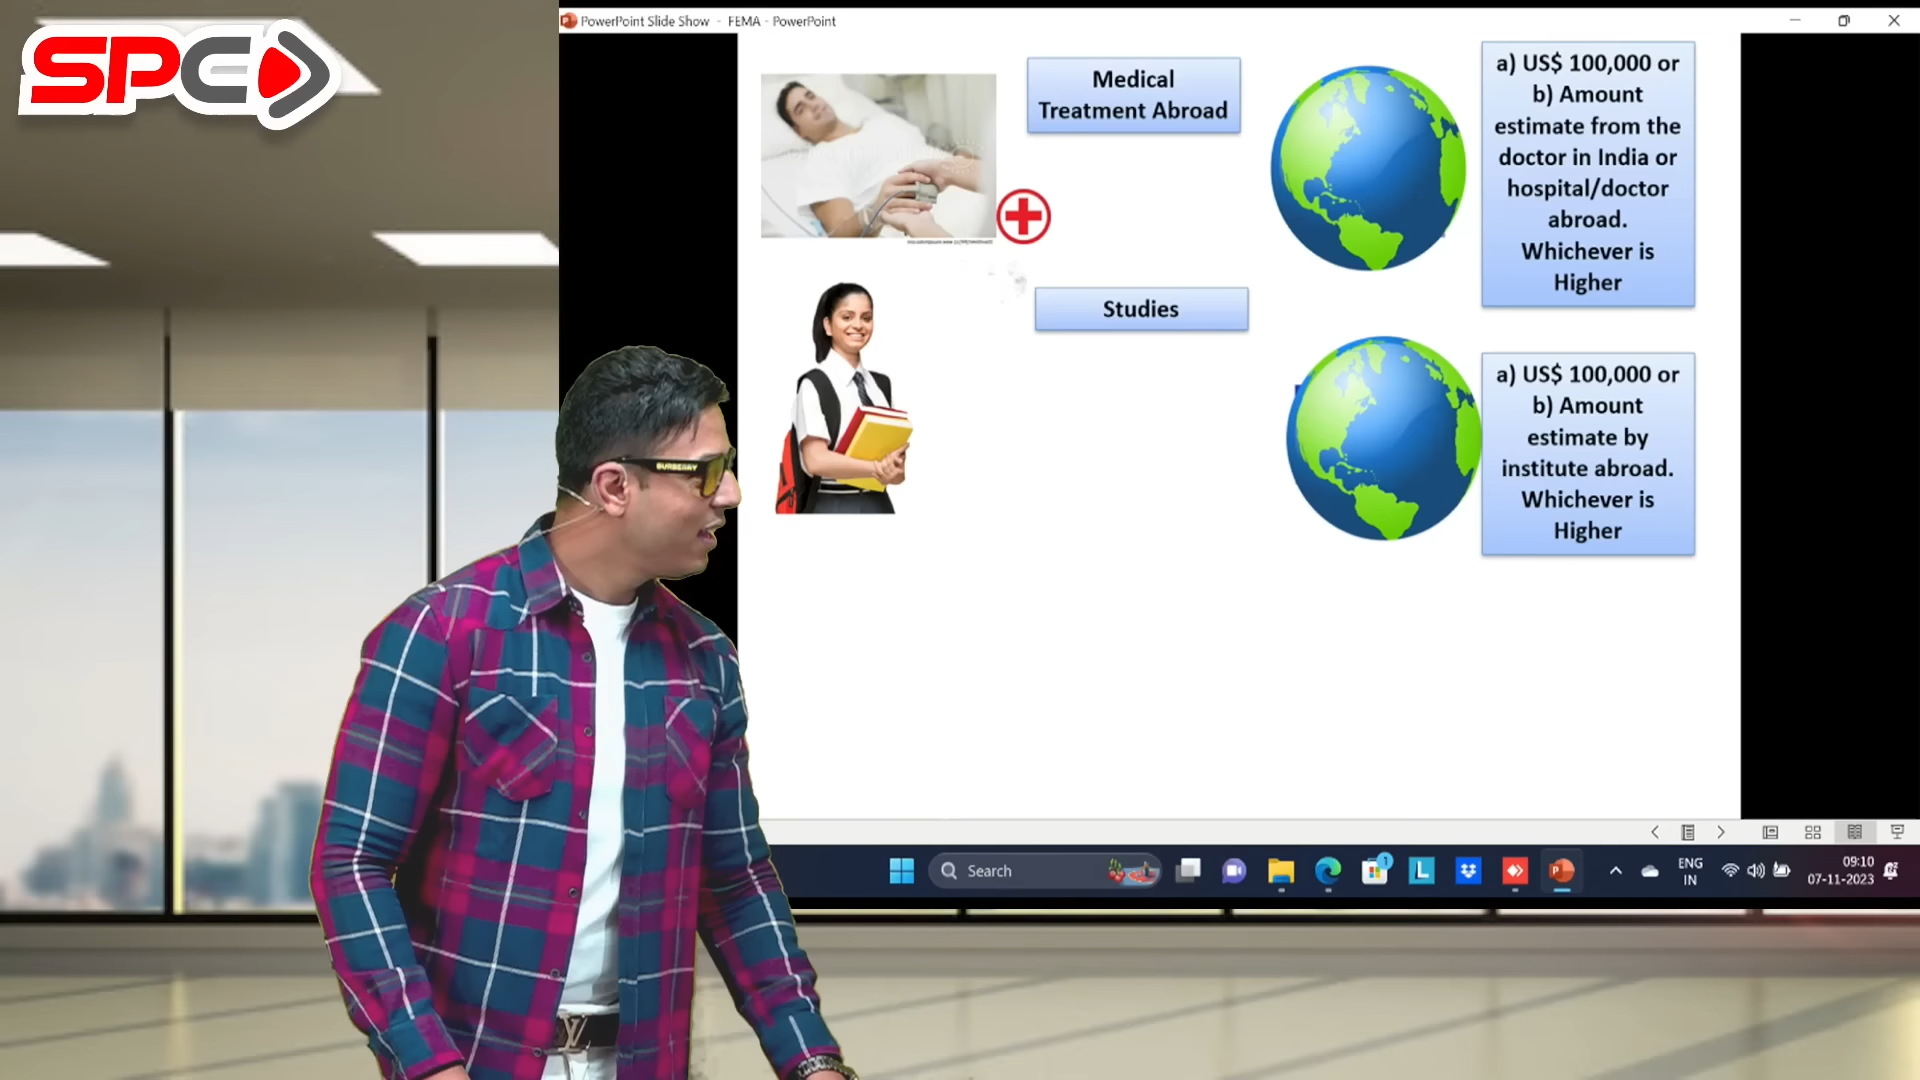 SPC
PowerPoint Slide Show - FEMA - PowerPoint
Medical
Treatment Abroad
a) US$ 100,000 or
b) Amount
estimate from the
doctor in India or
hospital/doctor
abroad.
Whichever is
Higher
Studies
a) US$ 100,000 or
b) Amount
estimate by
institute abroad.
Whichever is
Higher
BURBERRY
Search
1
L
P
ENG
IN
09:10
07-11-2023